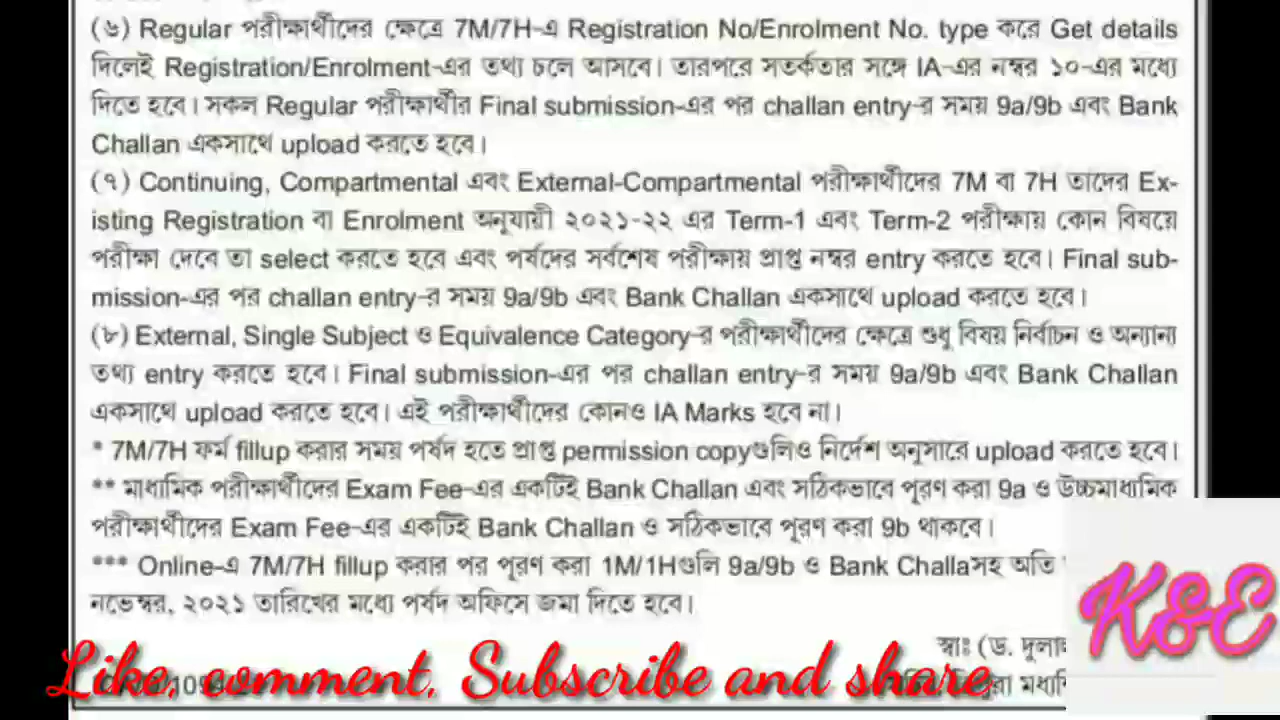 (৬) Regular পরীক্ষার্থীদের ক্ষেত্রে 7M/7H-এ Registration No/Enrolment No. type করে Get details
দিলেই Registration/Enrolment-এর তথ্য চলে আসবে। তারপরে সতর্কতার সঙ্গে IA-এর নম্বর ১০-এর মধ্যে
দিতে হবে। সকল Regular পরীক্ষার্থীর Final submission-এর পর challan entry-র সময় 9a/9b এবং Bank
Challan একসাথে upload করতে হবে।
(৭) Continuing, Compartmental এবং External-Compartmental পরীক্ষার্থীদের 7M বা 7H তাদের Ex-
isting Registration বা Enrolment অনুযায়ী ২০২১-২২ এর Term-1 এবং Term-2 পরীক্ষায় কোন বিষয়ে
পরীক্ষা দেবে তা select করতে হবে এবং পর্ষদের সর্বশেষ পরীক্ষায় প্রাপ্ত নম্বর entry করতে হবে। Final sub-
mission-এর পর challan entry-র সময় 9a/9b এবং Bank Challan একসাথে upload করতে হবে।
(৮) External, Single Subject ও Equivalence Category-র পরীক্ষার্থীদের ক্ষেত্রে শুধু বিষয় নির্বাচন ও অন্যান্য
তথ্য entry করতে হবে। Final submission-এর পর challan entry-র সময় 9a/9b এবং Bank Challan
একসাথে upload করতে হবে। এই পরীক্ষার্থীদের কোনও IA Marks হবে না।
* 7M/7H ফর্ম fillup করার সময় পর্ষদ হতে প্রাপ্ত permission copyগুলিও নির্দেশ অনুসারে upload করতে হবে।
** মাধ্যমিক পরীক্ষার্থীদের Exam Fee-এর একটিই Bank Challan এবং সঠিকভাবে পূরণ করা 9a ও উচ্চমাধ্যমিক
পরীক্ষার্থীদের Exam Fee-এর একটিই Bank Challan ও সঠিকভাবে পূরণ করা 9b থাকবে।
*** Online-এ 7M/7H fillup করার পর পূরণ করা 1M/1Hগুলি 9a/9b ও Bank Challaসহ অতি
নভেম্বর, ২০২১ তারিখের মধ্যে পর্ষদ অফিসে জমা দিতে হবে।
স্বাঃ (ড. দুলা
K&E
Like, comment, Subscribe and share